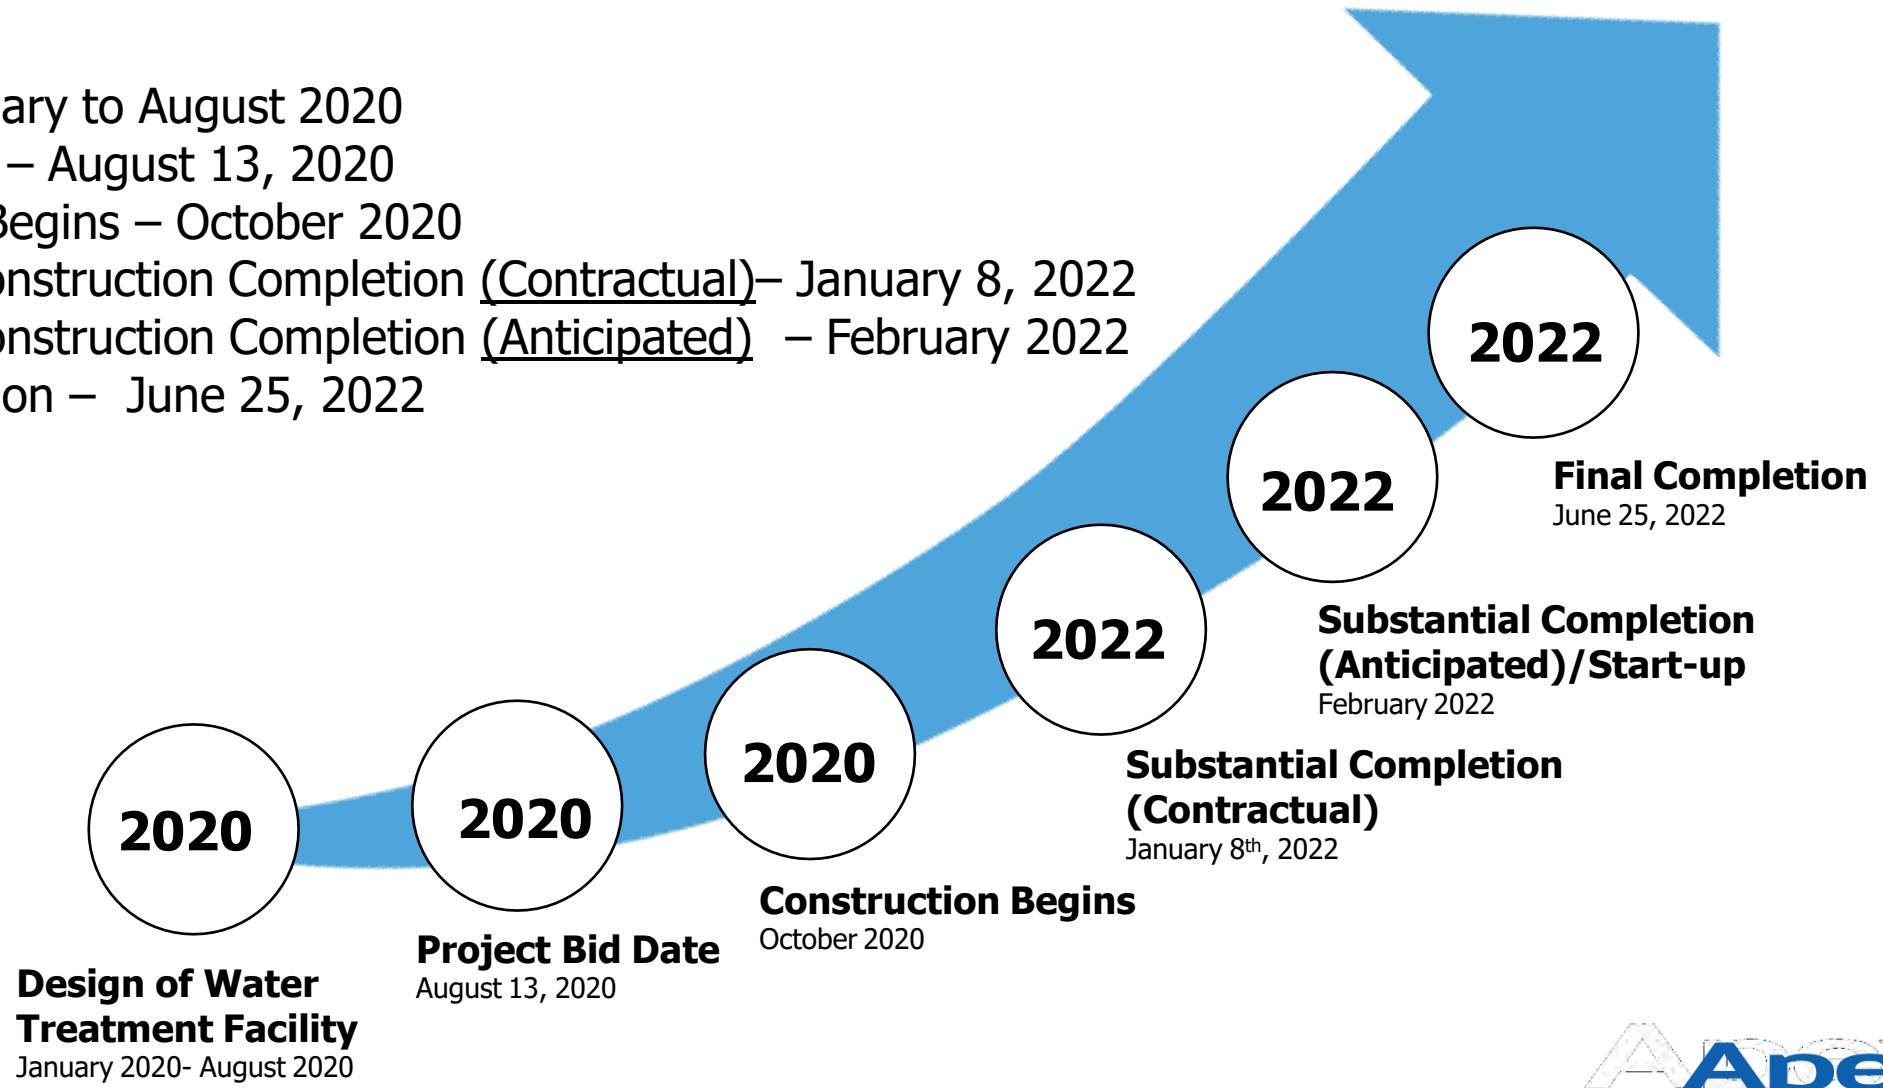 ary to August 2020
– August 13, 2020
Begins – October 2020
onstruction Completion (Contractual)– January 8, 2022
onstruction Completion (Anticipated) – February 2022
on – June 25, 2022
2022
Final Completion
June 25, 2022
2022
Substantial Completion
(Anticipated)/Start-up
February 2022
2022
Substantial Completion
(Contractual)
January 8th, 2022
2020
Construction Begins
October 2020
2020
Project Bid Date
August 13, 2020
2020
Design of Water
Treatment Facility
January 2020- August 2020